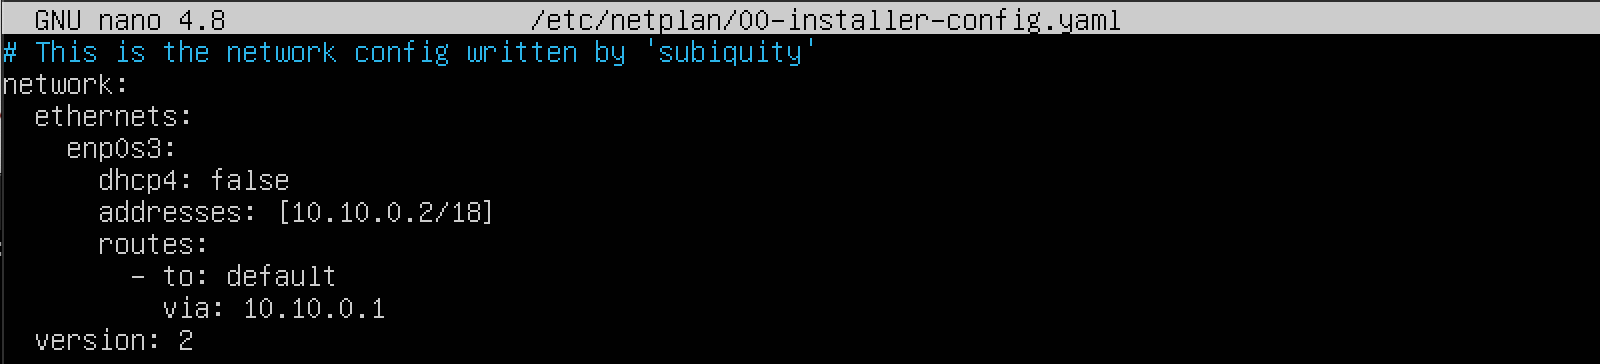 GNU nano 4.8 /etc/netplan/00-installer-config.yaml
# This is the network config written by 'subiquity'
network:
  ethernets:
    enp0s3:
      dhcp4: false
      addresses: [10.10.0.2/18]
      routes:
        - to: default
          via: 10.10.0.1
  version: 2